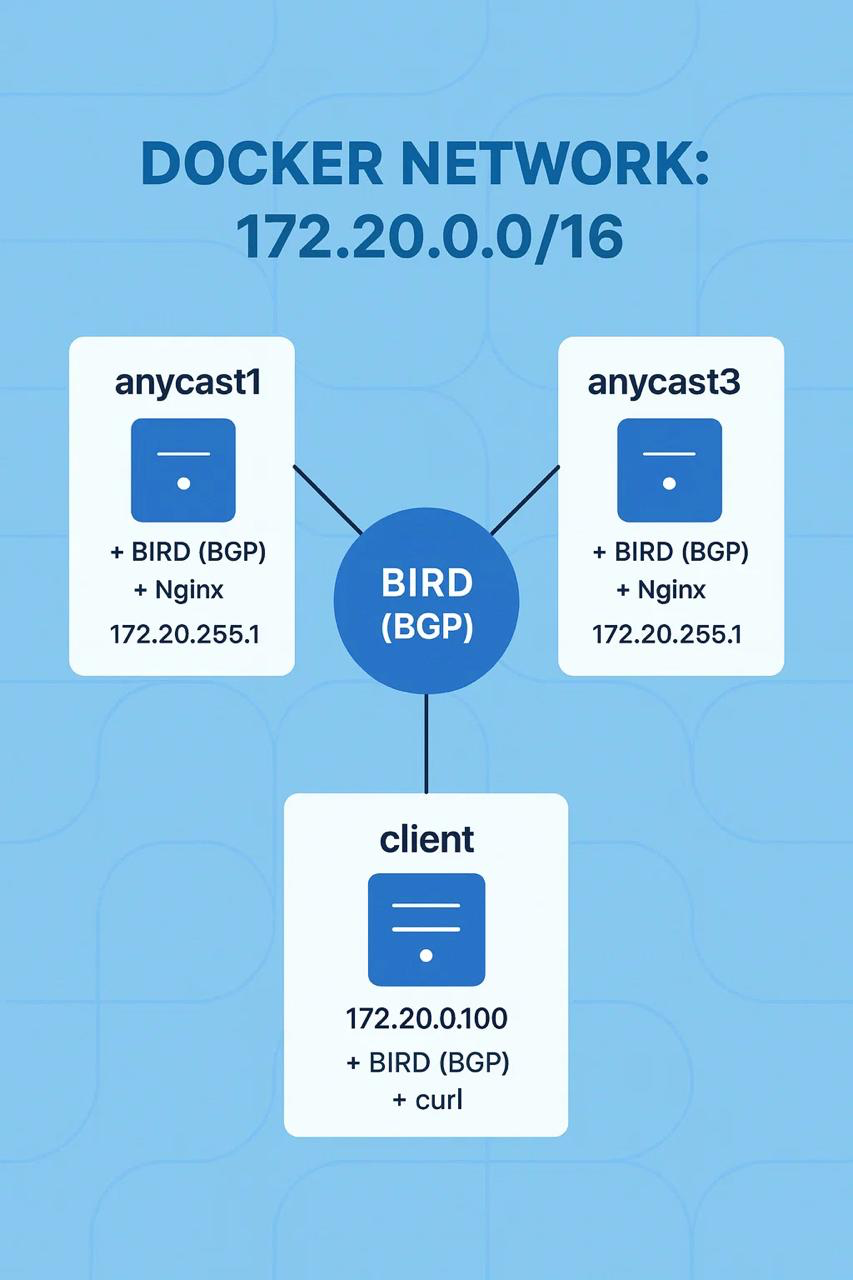 DOCKER NETWORK:
172.20.0.0/16
anycast1
+ BIRD (BGP)
+ Nginx
172.20.255.1
anycast3
+ BIRD (BGP)
+ Nginx
172.20.255.1
BIRD
(BGP)
client
172.20.0.100
+ BIRD (BGP)
+ curl